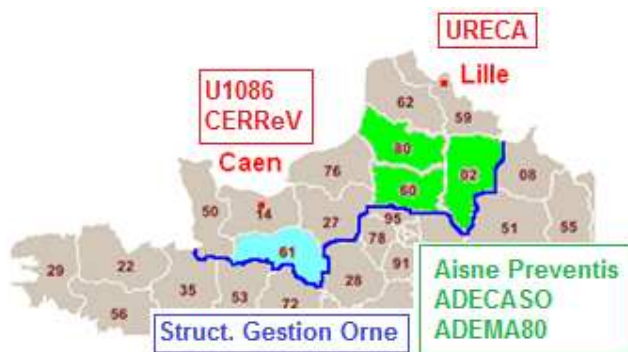 URECA
Lille
U1086
CERReV
Caen
62
59
80
02
08
76
60
50
14
27
95
51
55
78
61
29
22
91
35
53
72
28
56
Aisne Preventis
ADECASO
ADEMA80
Struct. Gestion Orne